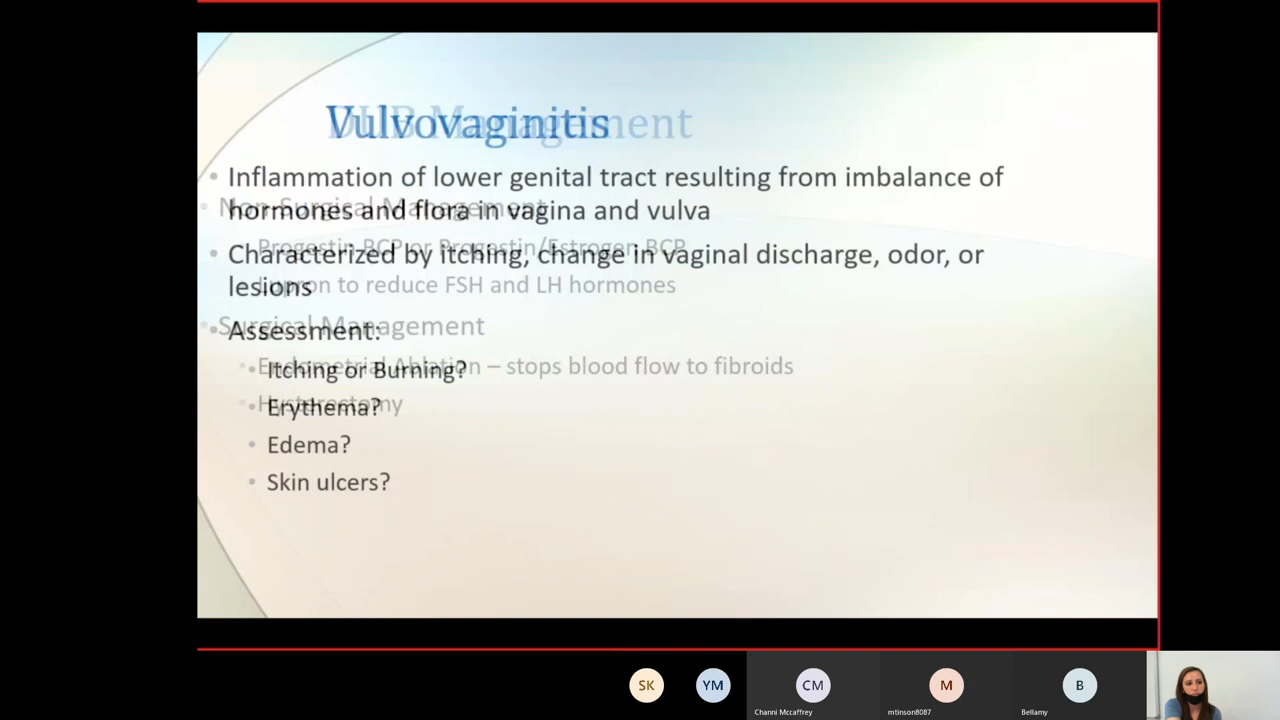 Vulvovaginitis
DUB Management
• Inflammation of lower genital tract resulting from imbalance of
hormones and flora in vagina and vulva
• Non-Surgical Management
Progestin BCP or Progestin/Estrogen BCP
• Characterized by itching, change in vaginal discharge, odor, or
lesions
Lupron to reduce FSH and LH hormones
• Surgical Management
• Assessment:
• Endometrial Ablation – stops blood flow to fibroids
• Itching or Burning?
• Hysterectomy
• Erythema?
• Edema?
• Skin ulcers?
SK
YM
CM
M
B
Channi Mccaffrey
mtinson8087
Bellamy